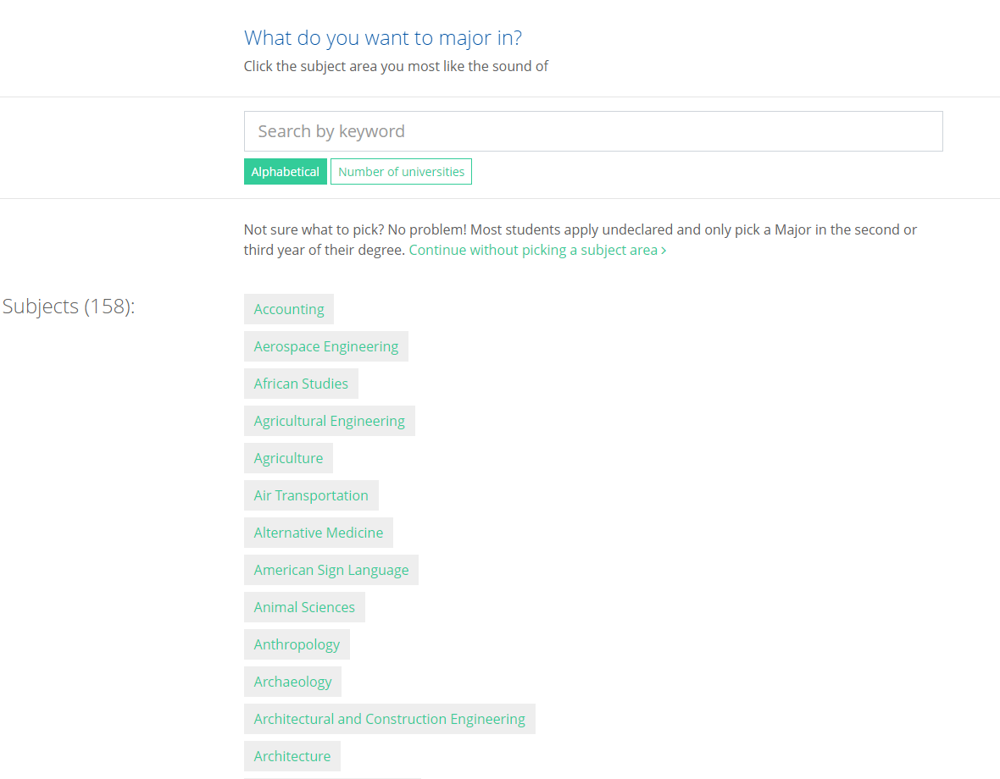 What do you want to major in?
Click the subject area you most like the sound of
Search by keyword
Alphabetical
Number of universities
Not sure what to pick? No problem! Most students apply undeclared and only pick a Major in the second or
third year of their degree. Continue without picking a subject area ›
Subjects (158):
Accounting
Aerospace Engineering
African Studies
Agricultural Engineering
Agriculture
Air Transportation
Alternative Medicine
American Sign Language
Animal Sciences
Anthropology
Archaeology
Architectural and Construction Engineering
Architecture